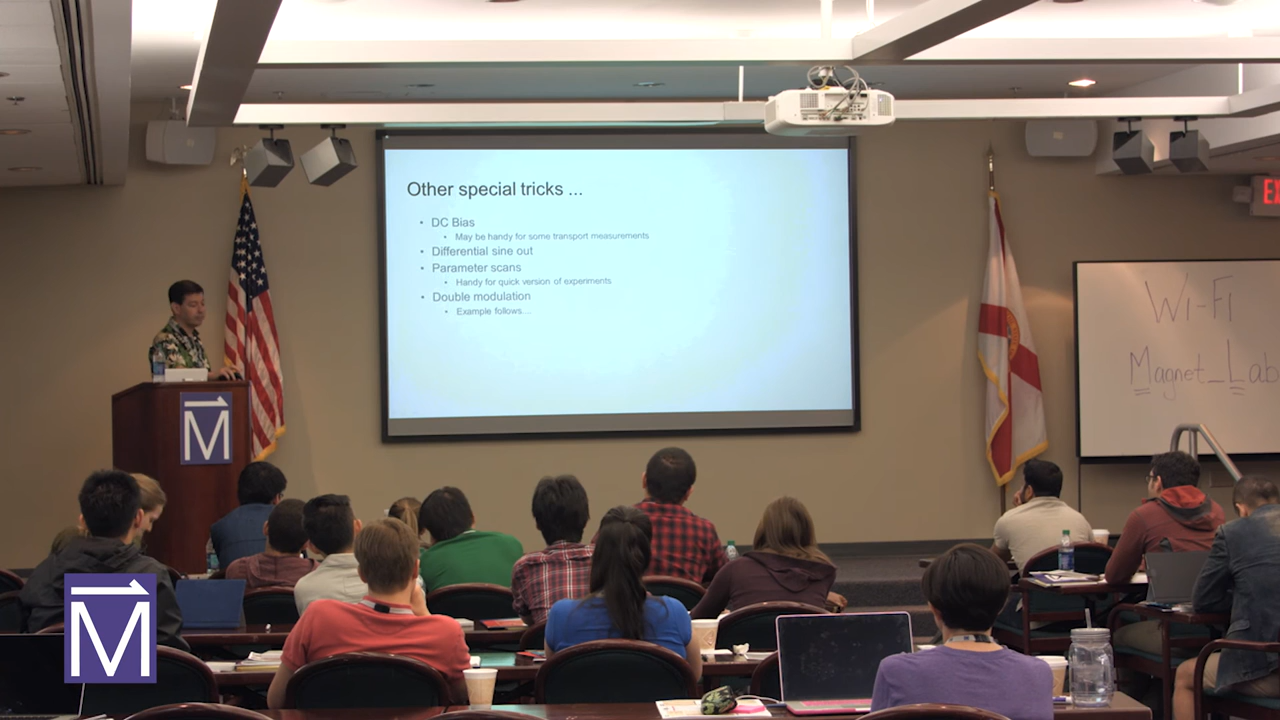 Other special tricks ...
• DC Bias
• May be handy for some transport measurements
• Differential sine out
• Parameter scans
• Handy for quick version of experiments
• Double modulation
• Example follows...
EX
Wi-Fi
Magnet_Lab
M
M